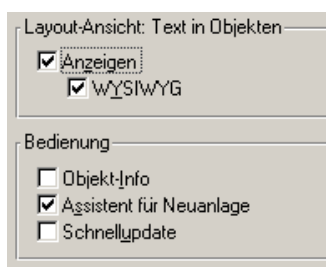 Layout-Ansicht: Text in Objekten
Anzeigen
WYSIWYG
Bedienung
Objekt-Info
Assistent für Neuanlage
Schnellupdate